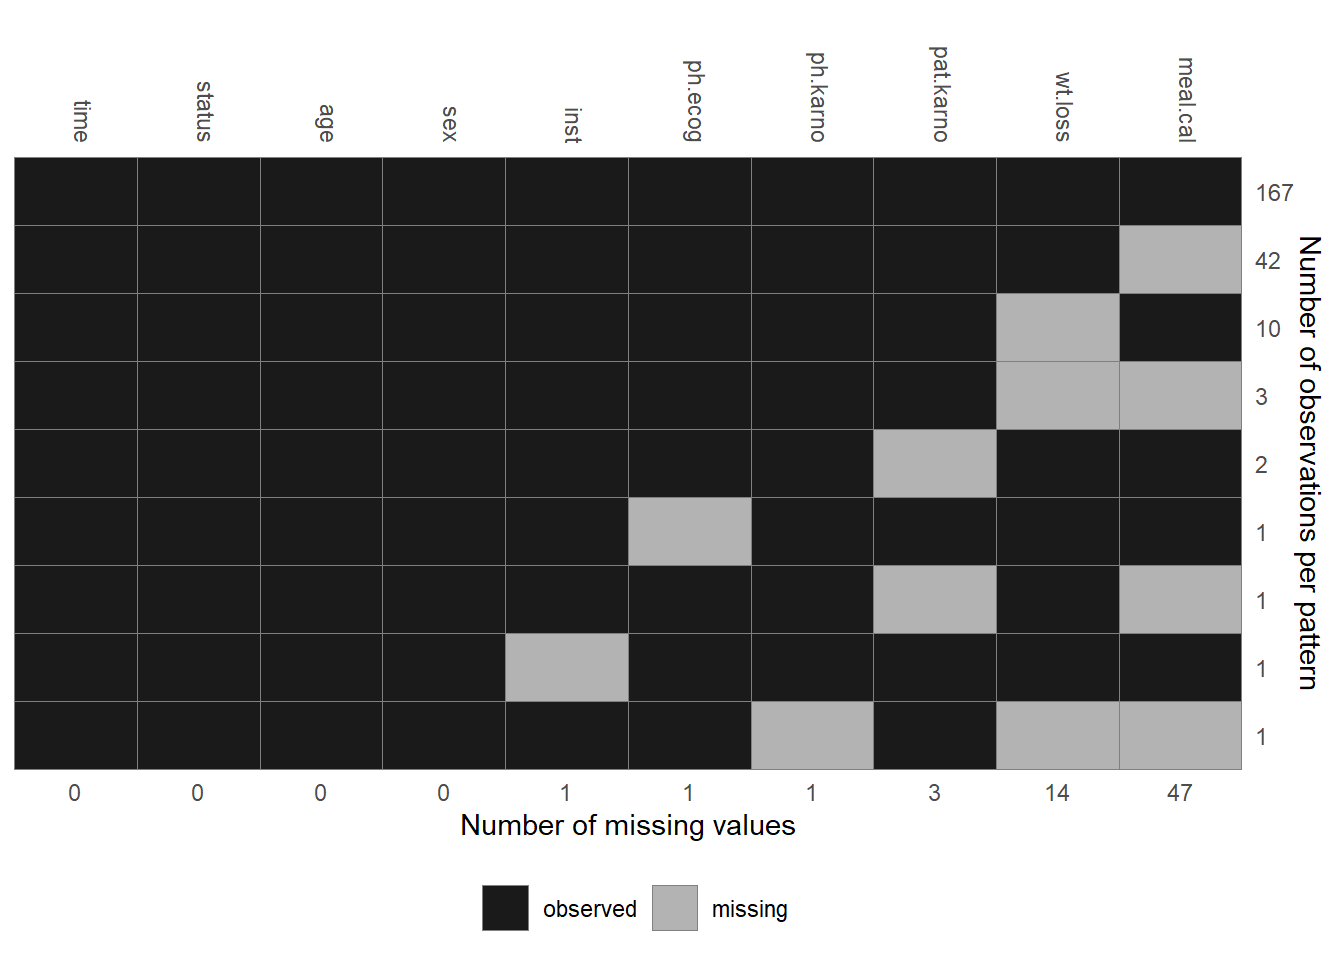 time
status
age
sex
inst
ph.ecog
ph.karno
pat.karno
wt.loss
meal.cal
167
42
10
3
2
1
1
1
1
Number of observations per pattern
0 0 0 0 1 1 1 3 14 47
Number of missing values
observed missing